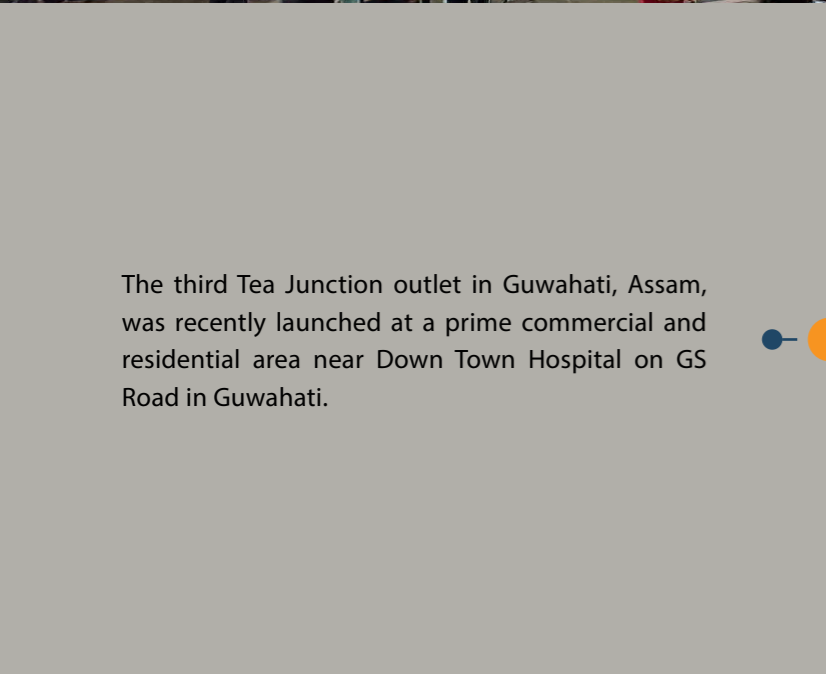 The third Tea Junction outlet in Guwahati, Assam,
was recently launched at a prime commercial and
residential area near Down Town Hospital on GS
Road in Guwahati.